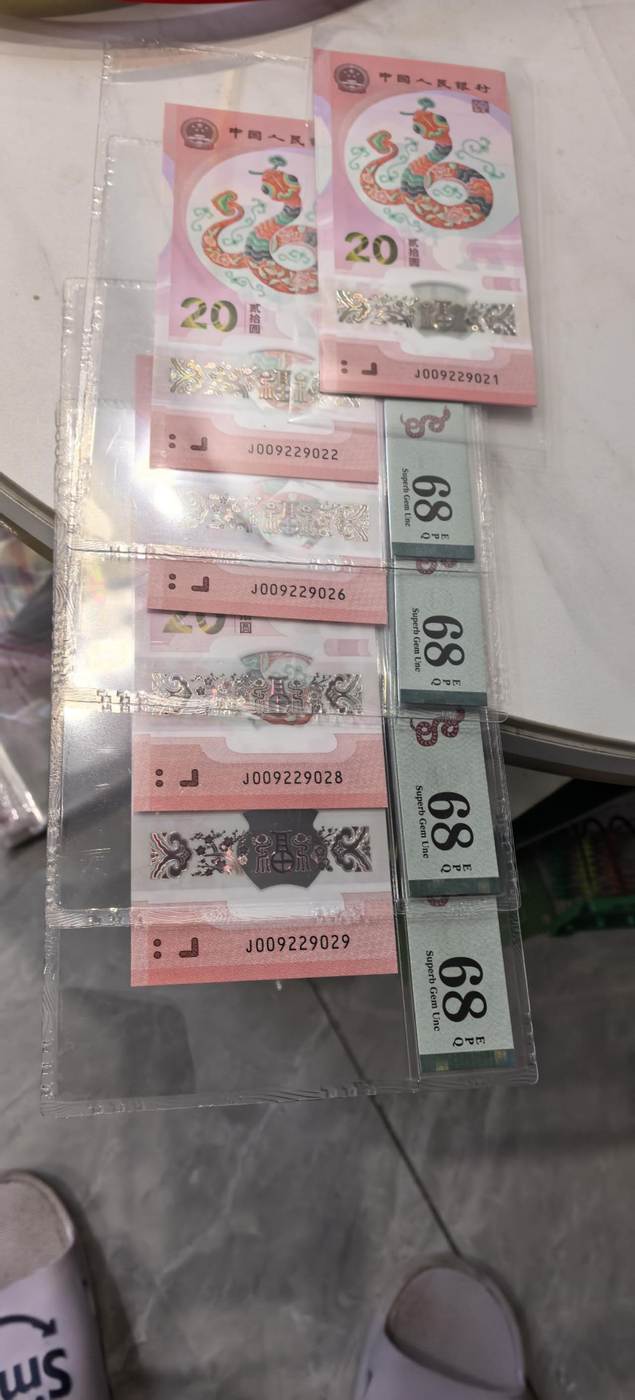 中国人民银行
20
贰拾圆
J009229021
中国人民
20
贰拾圆
J009229022
68
EPQ
Superb Gem Unc
J009229026
68
EPQ
Superb Gem Unc
20
J009229028
68
EPQ
Superb Gem Unc
J009229029
68
EPQ
Superb Gem Unc
Sm